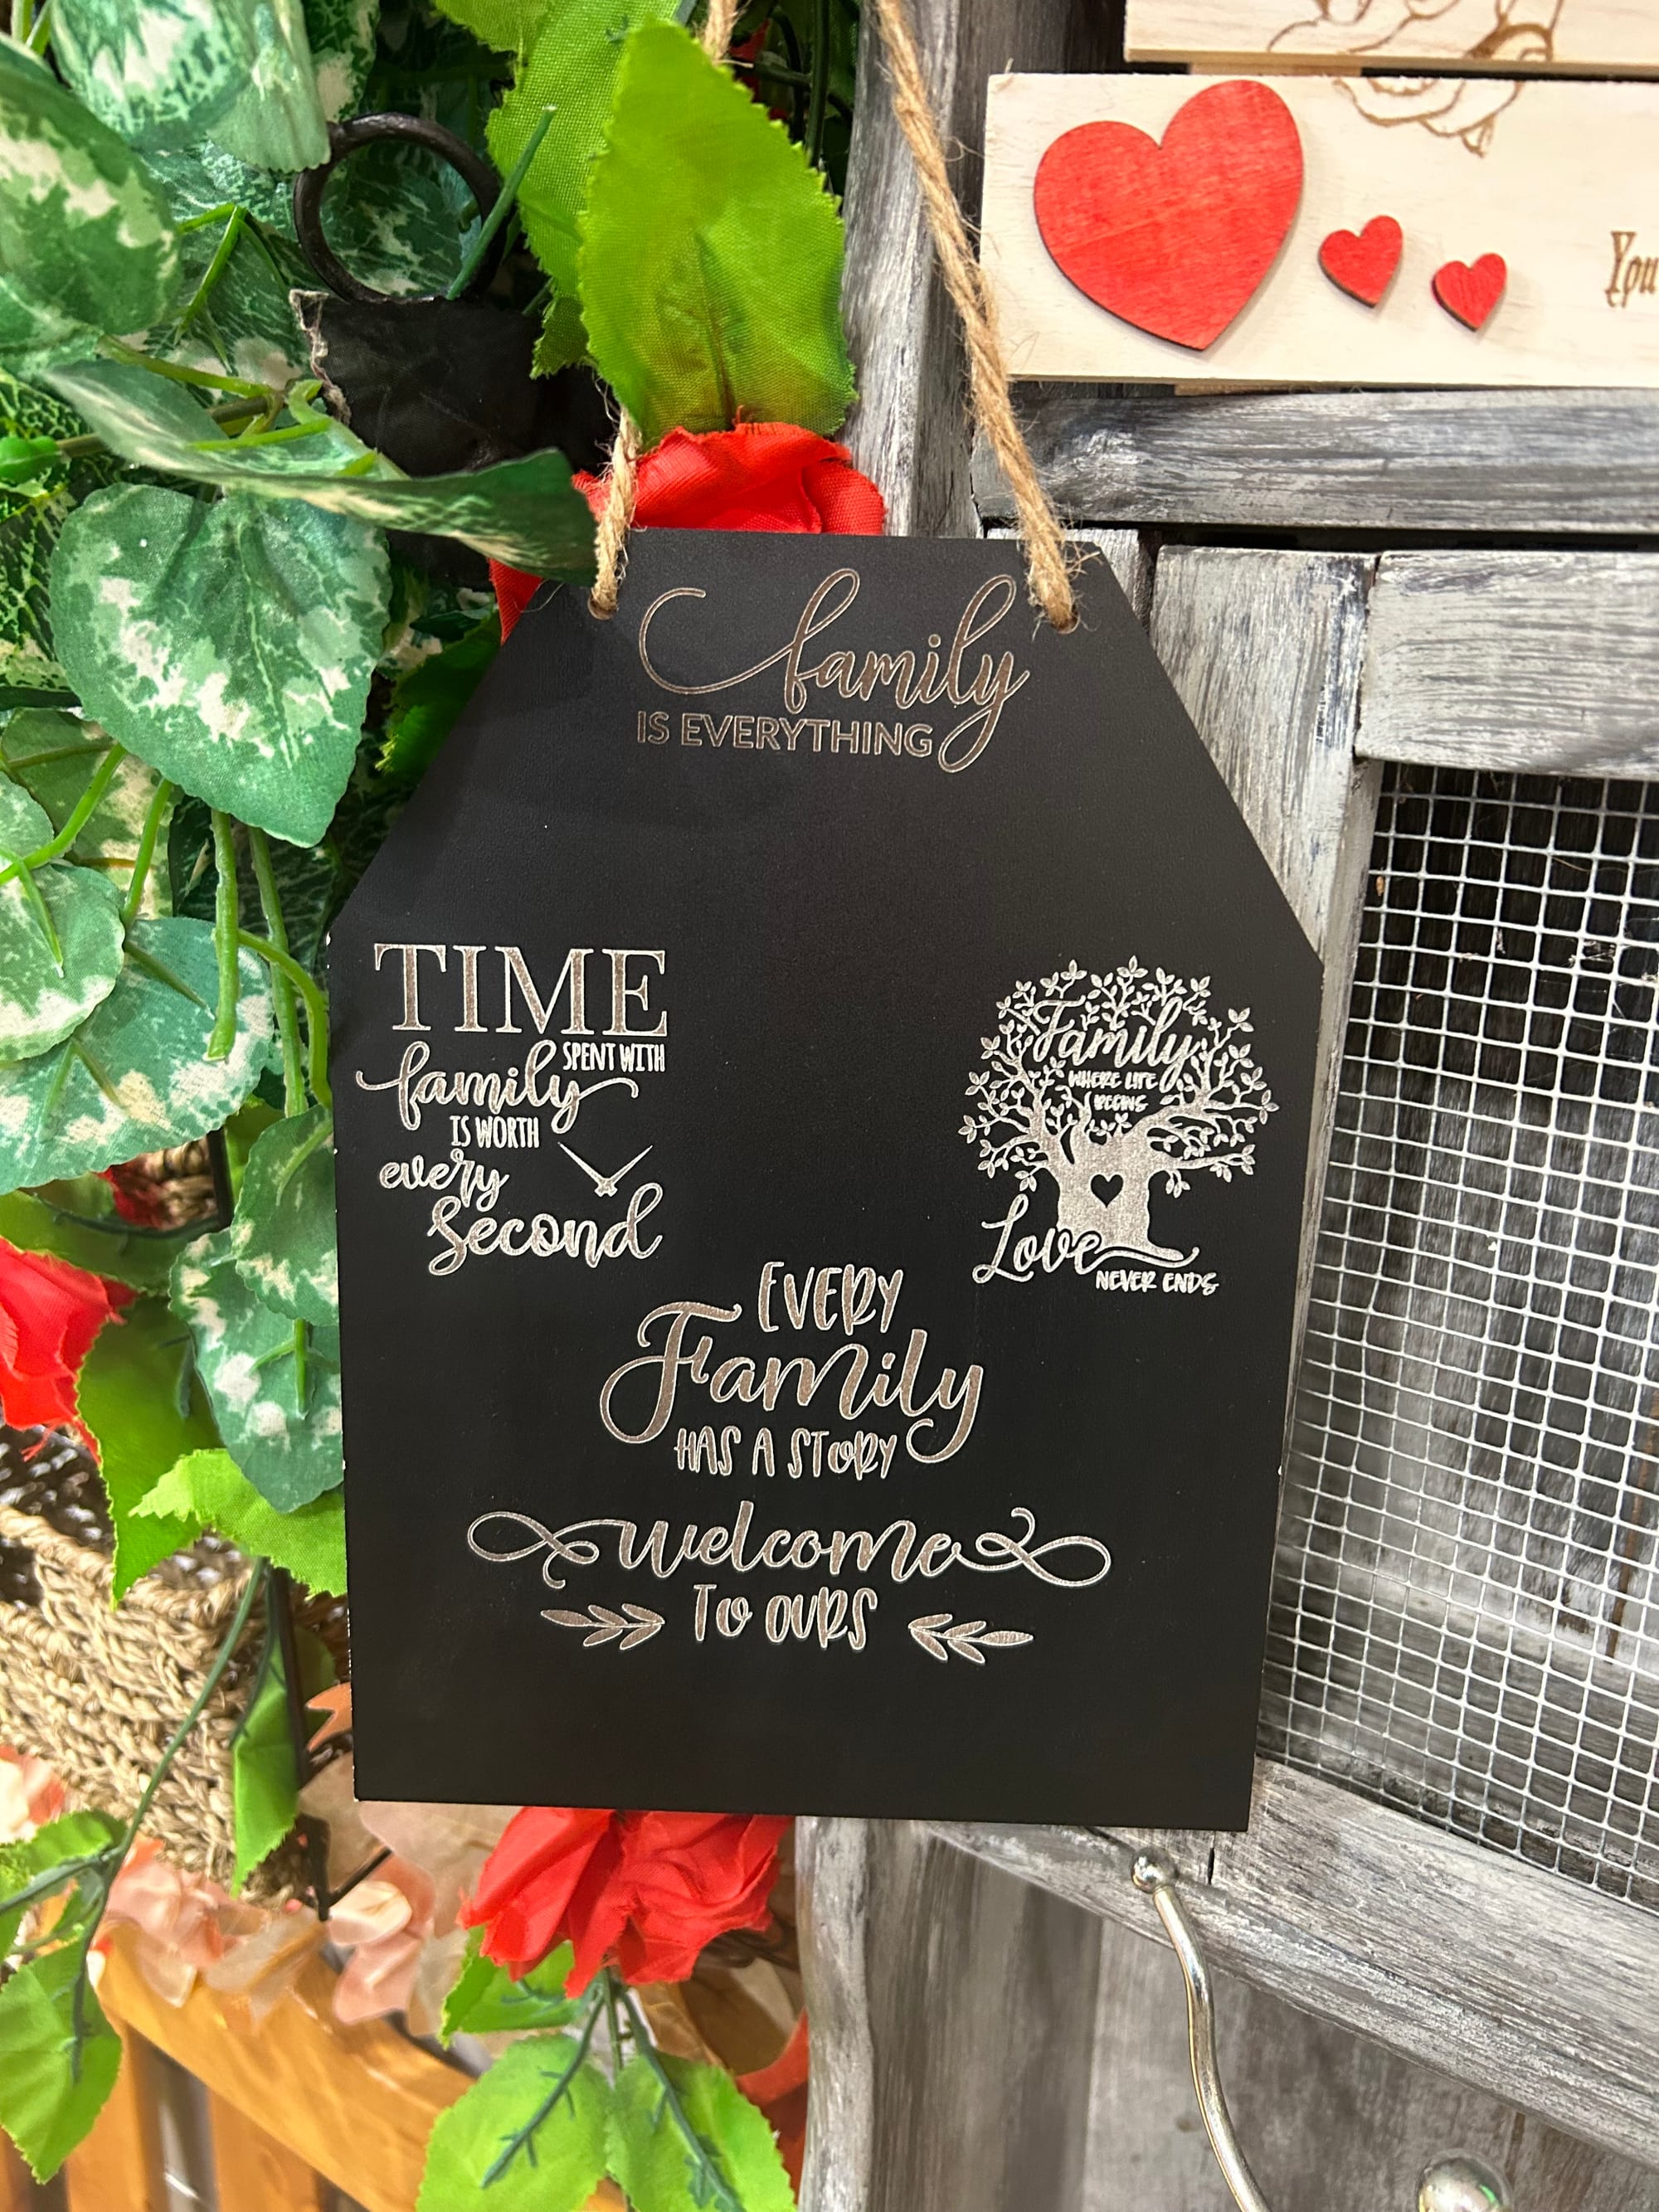 You
family
IS EVERYTHING
TIME
SPENT WITH
family
IS WORTH
every
second
Family
WHERE LIFE
BEGINS
Love
NEVER ENDS
EVERY
Family
HAS A STORY
welcome
TO OURS